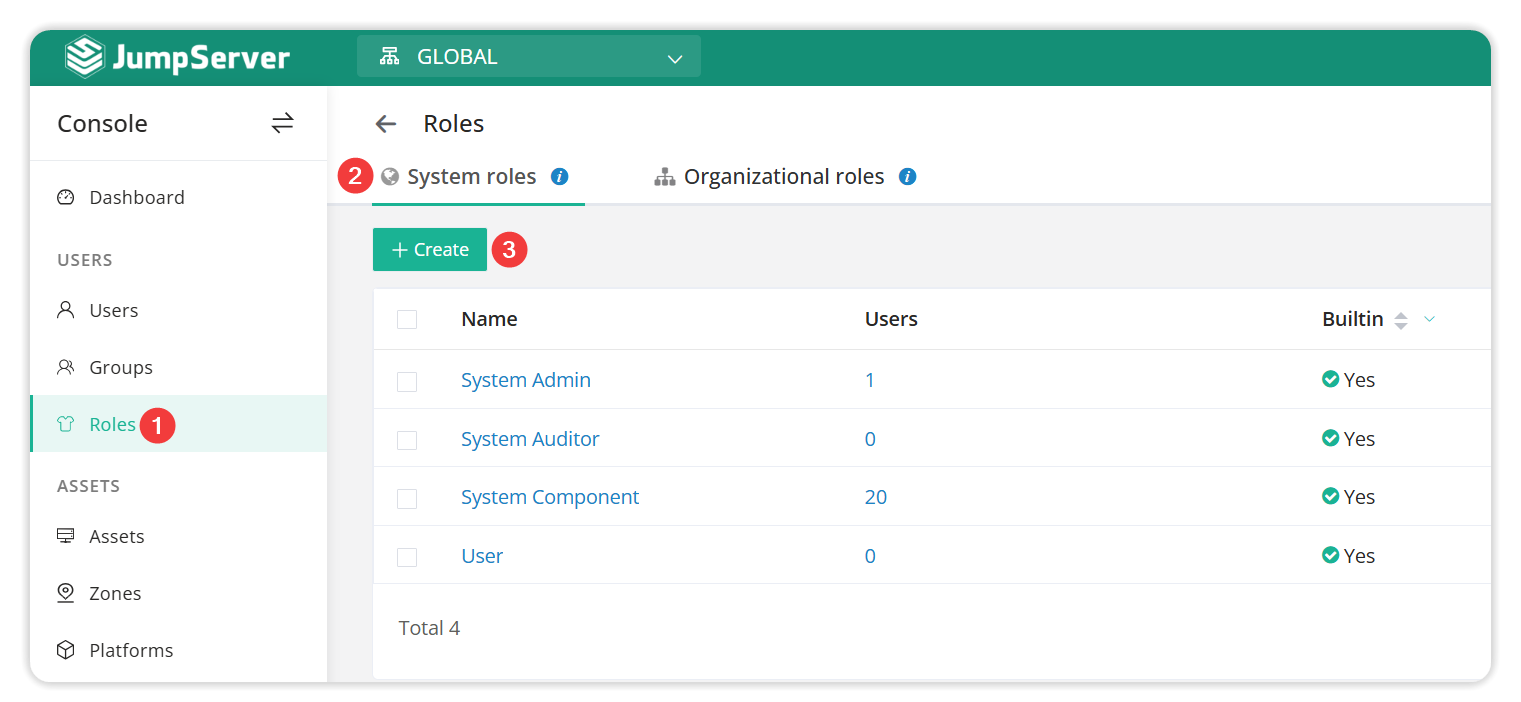 JumpServer
GLOBAL
Console
Roles
Dashboard
2 System roles i
Organizational roles i
USERS
+ Create 3
Users
Name Users Builtin
Groups
System Admin 1 Yes
Roles 1
System Auditor 0 Yes
ASSETS
System Component 20 Yes
Assets
User 0 Yes
Zones
Total 4
Platforms